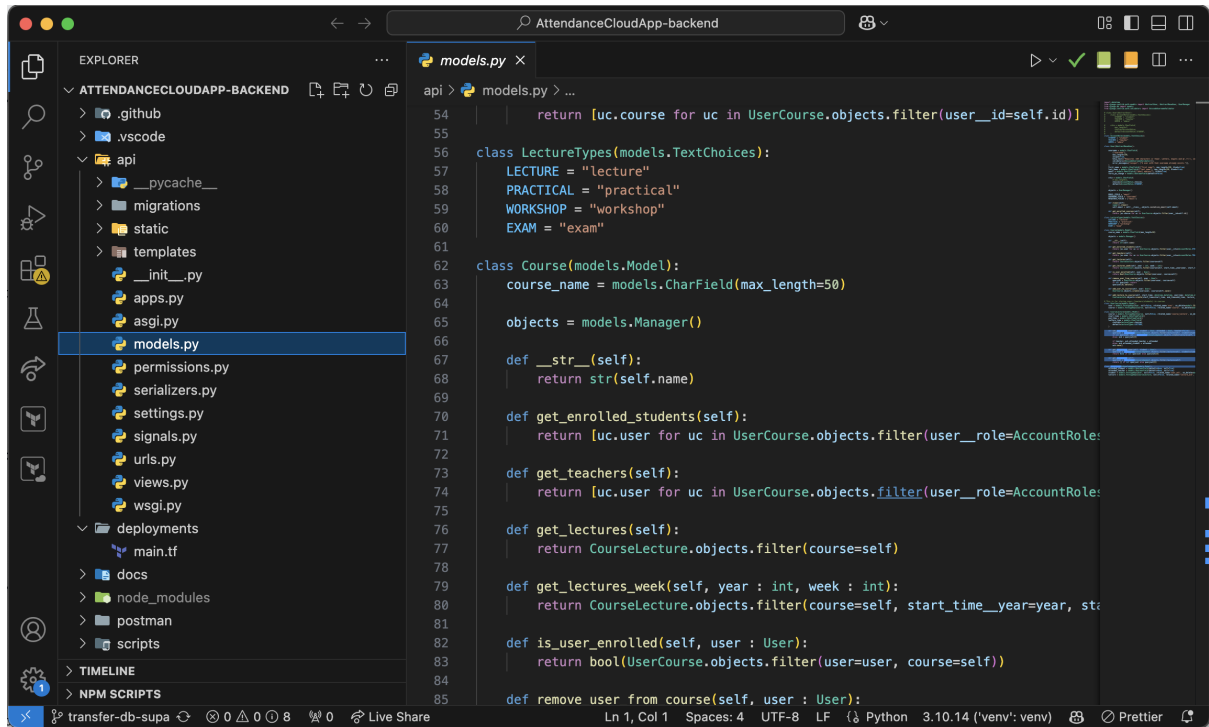 AttendanceCloudApp-backend
EXPLORER
ATTENDANCECLOUDAPP-BACKEND
.github
.vscode
api
__pycache__
migrations
static
templates
__init__.py
apps.py
asgi.py
models.py
permissions.py
serializers.py
settings.py
signals.py
urls.py
views.py
wsgi.py
deployments
main.tf
docs
node_modules
postman
scripts
TIMELINE
NPM SCRIPTS
models.py
api > models.py > ...
54 return [uc.course for uc in UserCourse.objects.filter(user__id=self.id)]
55
56 class LectureTypes(models.TextChoices):
57 LECTURE = "lecture"
58 PRACTICAL = "practical"
59 WORKSHOP = "workshop"
60 EXAM = "exam"
61
62 class Course(models.Model):
63 course_name = models.CharField(max_length=50)
64
65 objects = models.Manager()
66
67 def __str__(self):
68 return str(self.name)
69
70 def get_enrolled_students(self):
71 return [uc.user for uc in UserCourse.objects.filter(user__role=AccountRoles
72
73 def get_teachers(self):
74 return [uc.user for uc in UserCourse.objects.filter(user__role=AccountRoles
75
76 def get_lectures(self):
77 return CourseLecture.objects.filter(course=self)
78
79 def get_lectures_week(self, year : int, week : int):
80 return CourseLecture.objects.filter(course=self, start_time__year=year, sta
81
82 def is_user_enrolled(self, user : User):
83 return bool(UserCourse.objects.filter(user=user, course=self))
84
85 def remove_user_from_course(self, user : User):
1
transfer-db-supa 0 0 8 0 Live Share Ln 1, Col 1 Spaces: 4 UTF-8 LF Python 3.10.14 ('venv': venv) Prettier